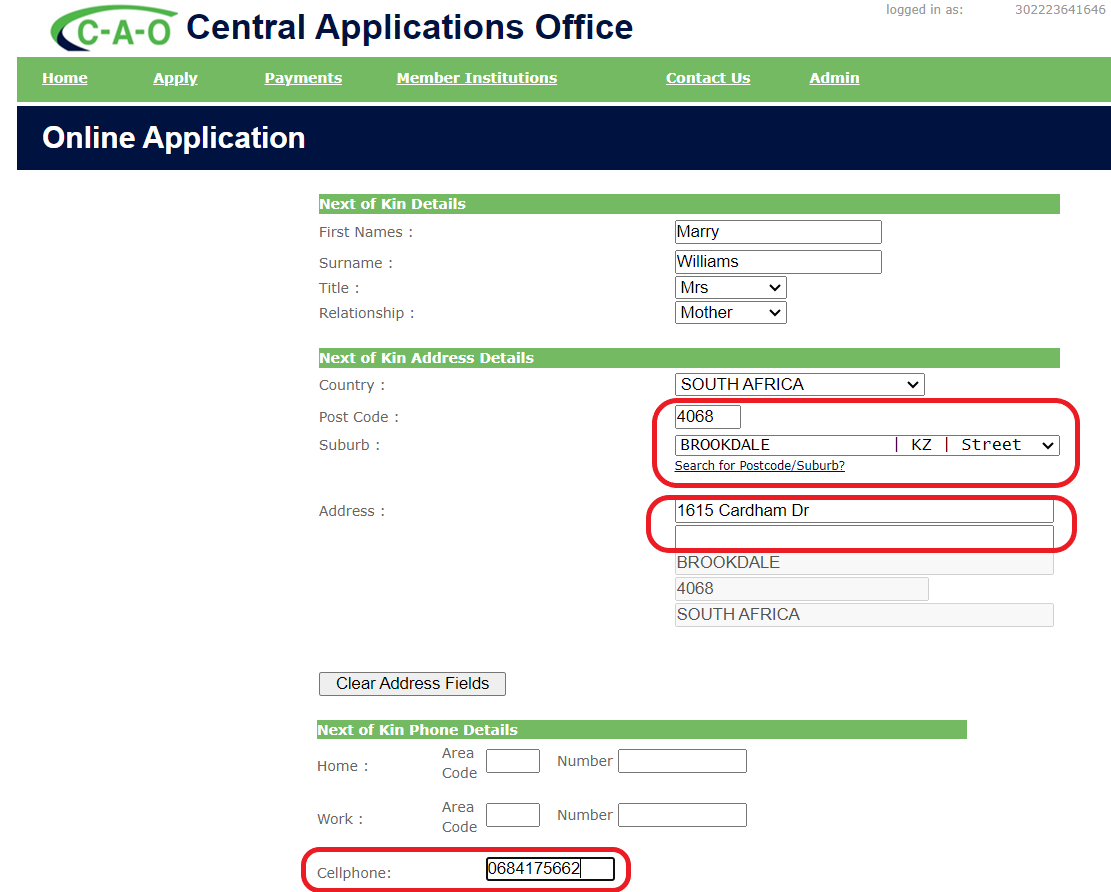 C-A-O Central Applications Office
logged in as: 302223641646
Home Apply Payments Member Institutions Contact Us Admin
Online Application
Next of Kin Details
First Names : Marry
Surname : Williams
Title : Mrs
Relationship : Mother
Next of Kin Address Details
Country : SOUTH AFRICA
Post Code : 4068
Suburb : BROOKDALE | KZ | Street
Search for Postcode/Suburb?
Address : 1615 Cardham Dr
BROOKDALE
4068
SOUTH AFRICA
Clear Address Fields
Next of Kin Phone Details
Home : Area Code Number
Work : Area Code Number
Cellphone: 0684175662